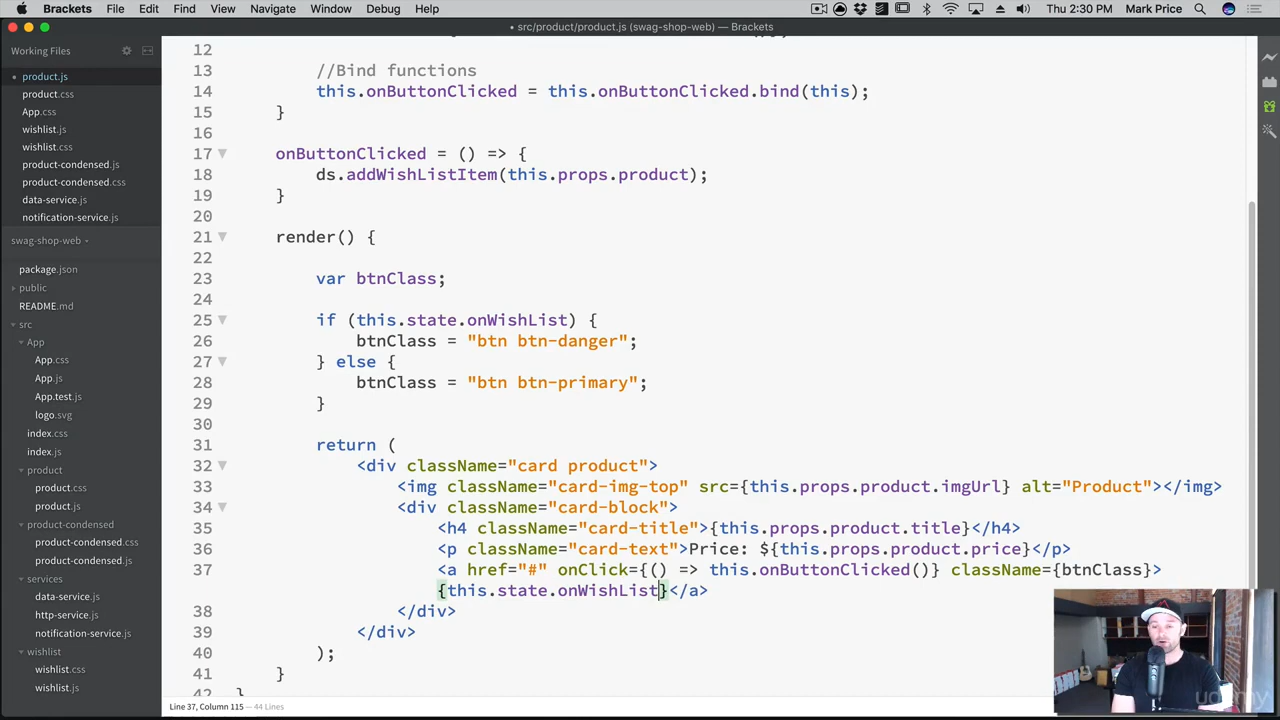 Brackets File Edit Find View Navigate Window Debug Help Thu 2:30 PM Mark Price
• src/product/product.js (swag-shop-web) — Brackets
Working Files
product.js
product.css
App.css
wishlist.js
wishlist.css
product-condensed.js
product-condensed.css
data-service.js
notification-service.js
swag-shop-web
package.json
public
README.md
src
App
App.css
App.js
App.test.js
logo.svg
index.css
index.js
product
product.css
product.js
product-condensed
product-condensed.css
product-condensed.js
services
data-service.js
http-service.js
notification-service.js
wishlist
wishlist.css
wishlist.js
12
13 //Bind functions
14 this.onButtonClicked = this.onButtonClicked.bind(this);
15 }
16
17 onButtonClicked = () => {
18 ds.addWishListItem(this.props.product);
19 }
20
21 render() {
22
23 var btnClass;
24
25 if (this.state.onWishList) {
26 btnClass = "btn btn-danger";
27 } else {
28 btnClass = "btn btn-primary";
29 }
30
31 return (
32 <div className="card product">
33 <img className="card-img-top" src={this.props.product.imgUrl} alt="Product"></img>
34 <div className="card-block">
35 <h4 className="card-title">{this.props.product.title}</h4>
36 <p className="card-text">Price: ${this.props.product.price}</p>
37 <a href="#" onClick={() => this.onButtonClicked()} className={btnClass}>
{this.state.onWishList}</a>
38 </div>
39 </div>
40 );
41 }
42 }
Line 37, Column 115 — 44 Lines
udemy